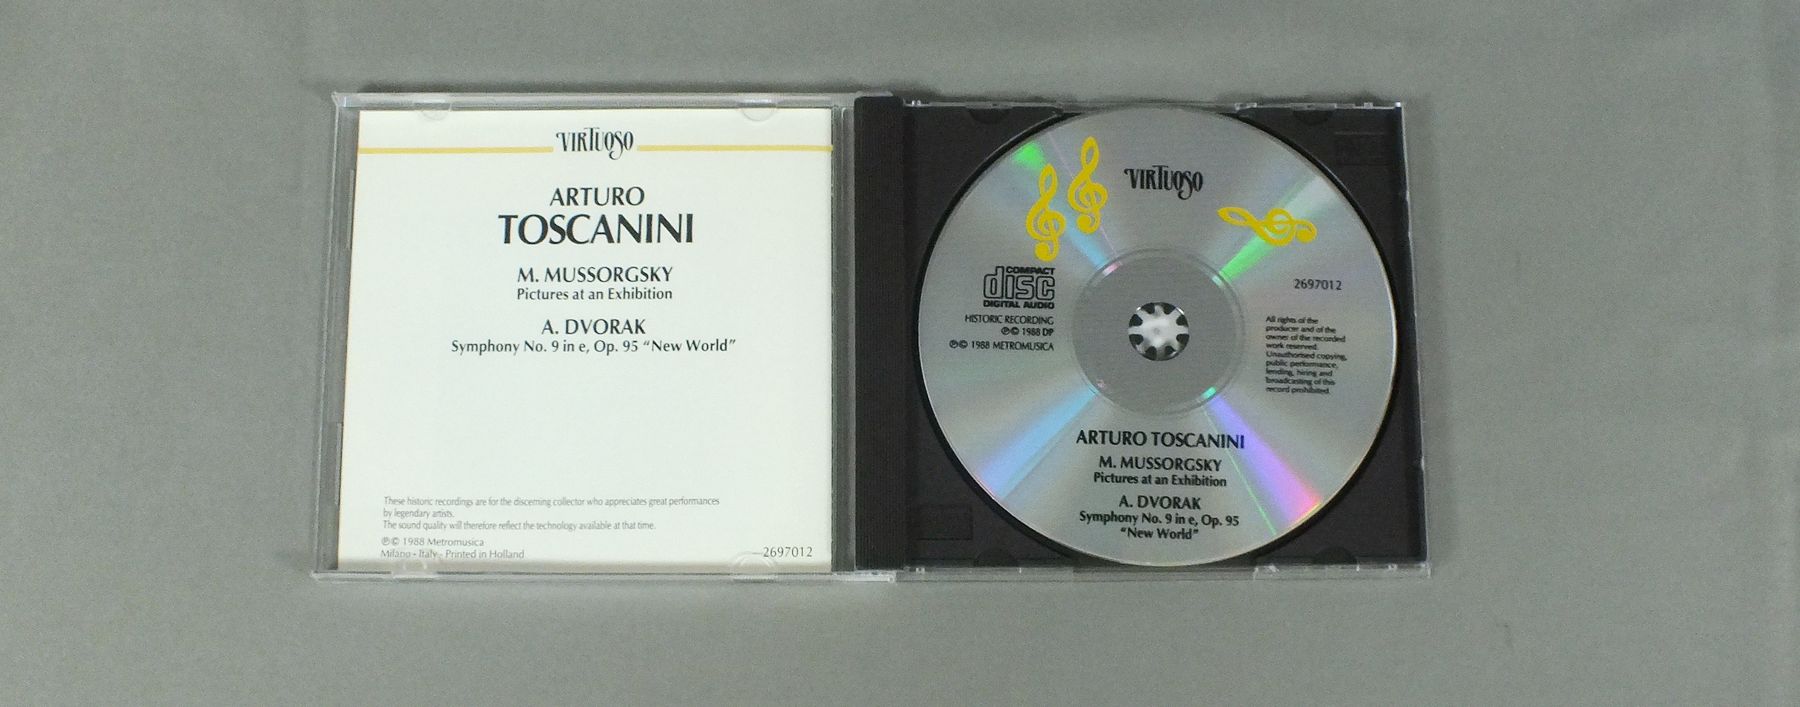 VIRTUOSO
ARTURO
TOSCANINI
M. MUSSORGSKY
Pictures at an Exhibition
A. DVORAK
Symphony No. 9 in e, Op. 95 “New World”
These historic recordings are for the discerning collector who appreciates great performances
by legendary artists.
The sound quality will therefore reflect the technology available at that time.
℗© 1988 Metromusica
Milano - Italy - Printed in Holland
2697012
VIRTUOSO
COMPACT
disc
DIGITAL AUDIO
HISTORIC RECORDING
℗© 1988 DP
℗© 1988 METROMUSICA
2697012
All rights of the
producer and of the
owner of the recorded
work reserved.
Unauthorised copying,
public performance,
lending, hiring and
broadcasting of this
record prohibited.
ARTURO TOSCANINI
M. MUSSORGSKY
Pictures at an Exhibition
A. DVORAK
Symphony No. 9 in e, Op. 95
“New World”